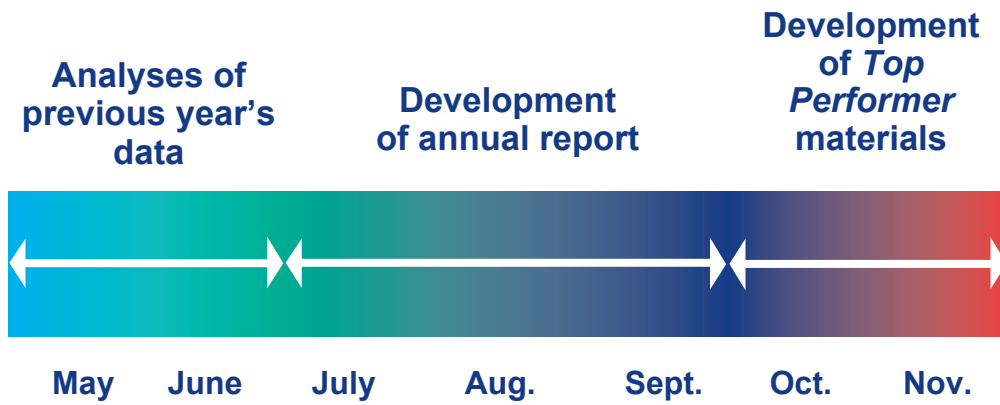 Analyses of
previous year’s
data
Development
of annual report
Development
of Top
Performer
materials
May June July Aug. Sept. Oct. Nov.